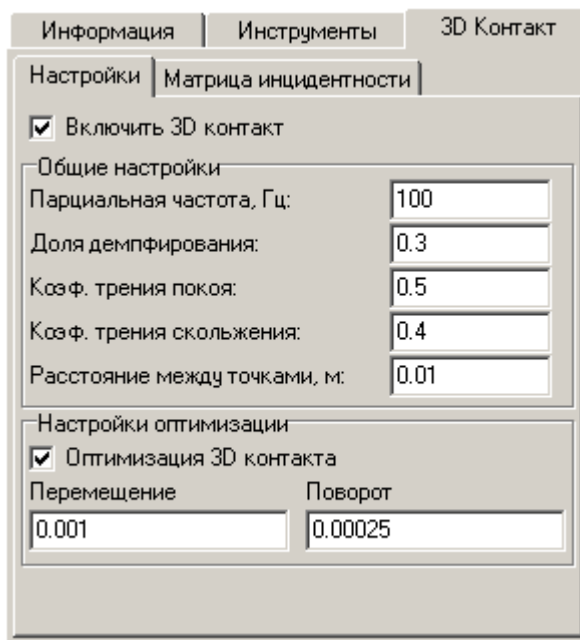 Информация Инструменты 3D Контакт
Настройки Матрица инцидентности
Включить 3D контакт
Общие настройки
Парциальная частота, Гц: 100
Доля демпфирования: 0.3
Коэф. трения покоя: 0.5
Коэф. трения скольжения: 0.4
Расстояние между точками, м: 0.01
Настройки оптимизации
Оптимизация 3D контакта
Перемещение Поворот
0.001 0.00025